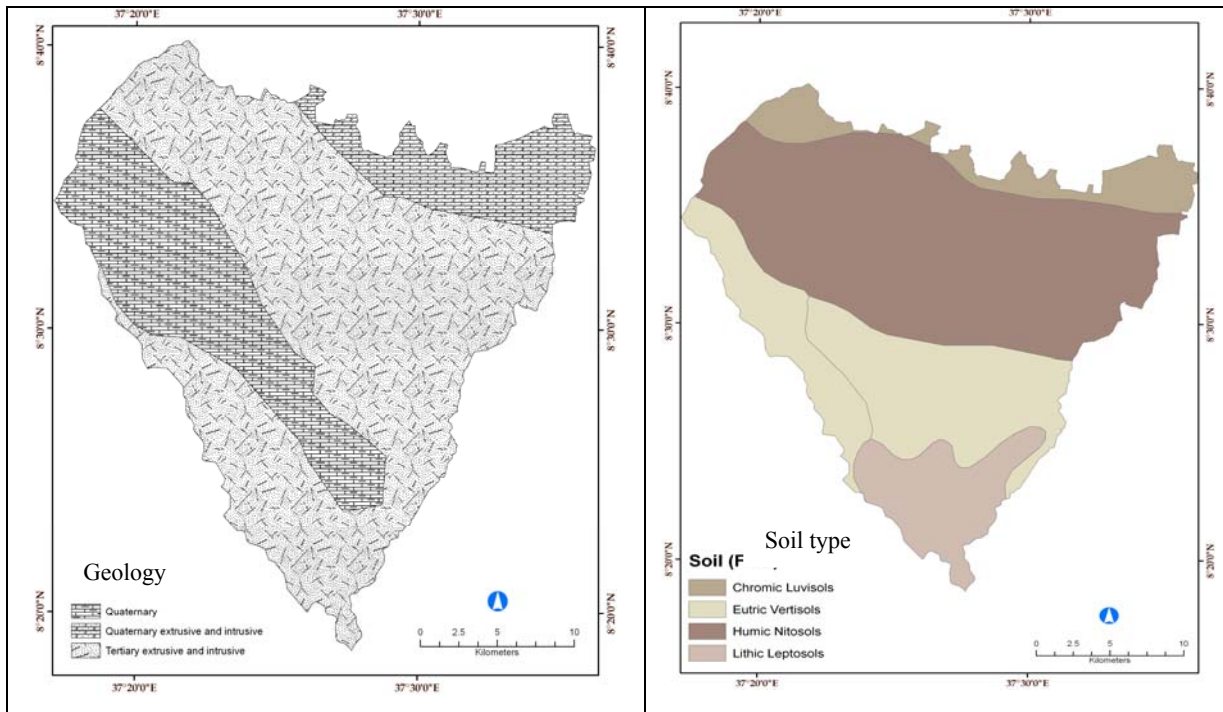 37°20'0"E 37°30'0"E
8°40'0"N 8°40'0"N
8°30'0"N 8°30'0"N
8°20'0"N 8°20'0"N
Geology
Quaternary
Quaternary extrusive and intrusive
Tertiary extrusive and intrusive
0 2.5 5 10
Kilometers
37°20'0"E 37°30'0"E
37°20'0"E 37°30'0"E
8°40'0"N 8°40'0"N
8°30'0"N 8°30'0"N
8°20'0"N 8°20'0"N
Soil type
Soil (F
Chromic Luvisols
Eutric Vertisols
Humic Nitosols
Lithic Leptosols
0 2.5 5 10
Kilometers
37°20'0"E 37°30'0"E